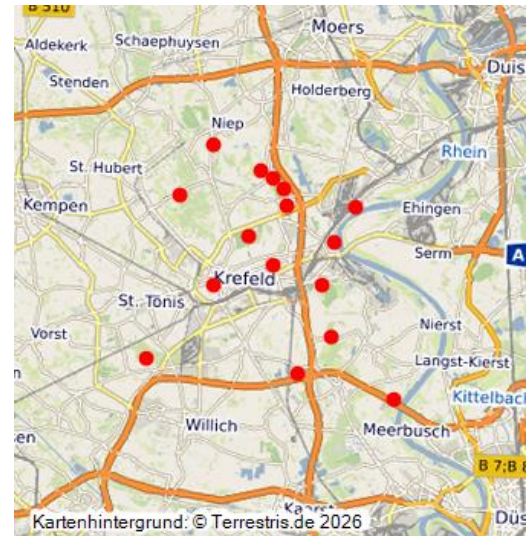 B 510
Moers
Aldekerk
Schaephuysen
Duis
Stenden
Holderberg
Niep
Rhein
St. Hubert
Kempen
Ehingen
Serm
A
Krefeld
St. Tönis
Nierst
Vorst
Langst-Kierst
Kittelbach
Willich
Meerbusch
sen
B 7;B 8
Kaarst
Kartenhintergrund: © Terrestris.de 2026
Düs